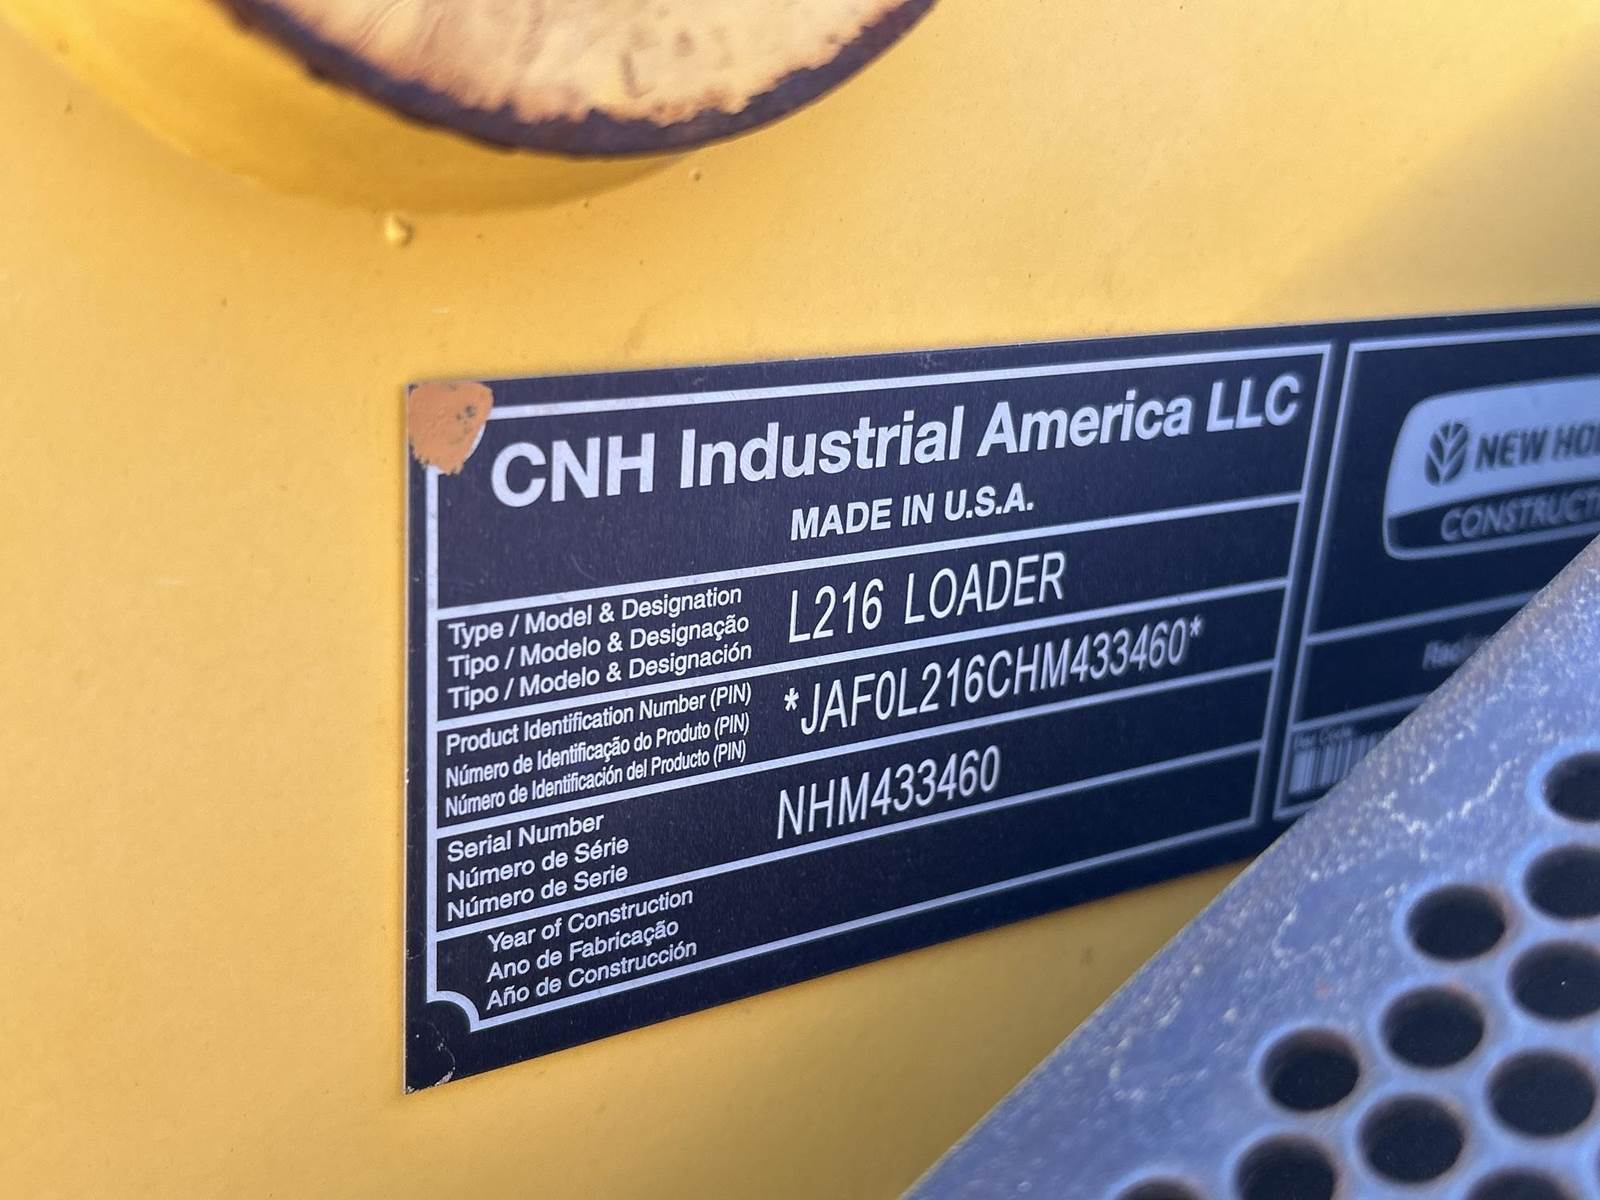 CNH Industrial America LLC
MADE IN U.S.A.
Type / Model & Designation
Tipo / Modelo & Designação
Tipo / Modelo & Designación
L216 LOADER
Product Identification Number (PIN)
Número de Identificação do Produto (PIN)
Número de Identificación del Producto (PIN)
*JAF0L216CHM433460*
Serial Number
Número de Série
Número de Serie
NHM433460
Year of Construction
Ano de Fabricação
Año de Construcción
NEW HO
CONSTRUCT